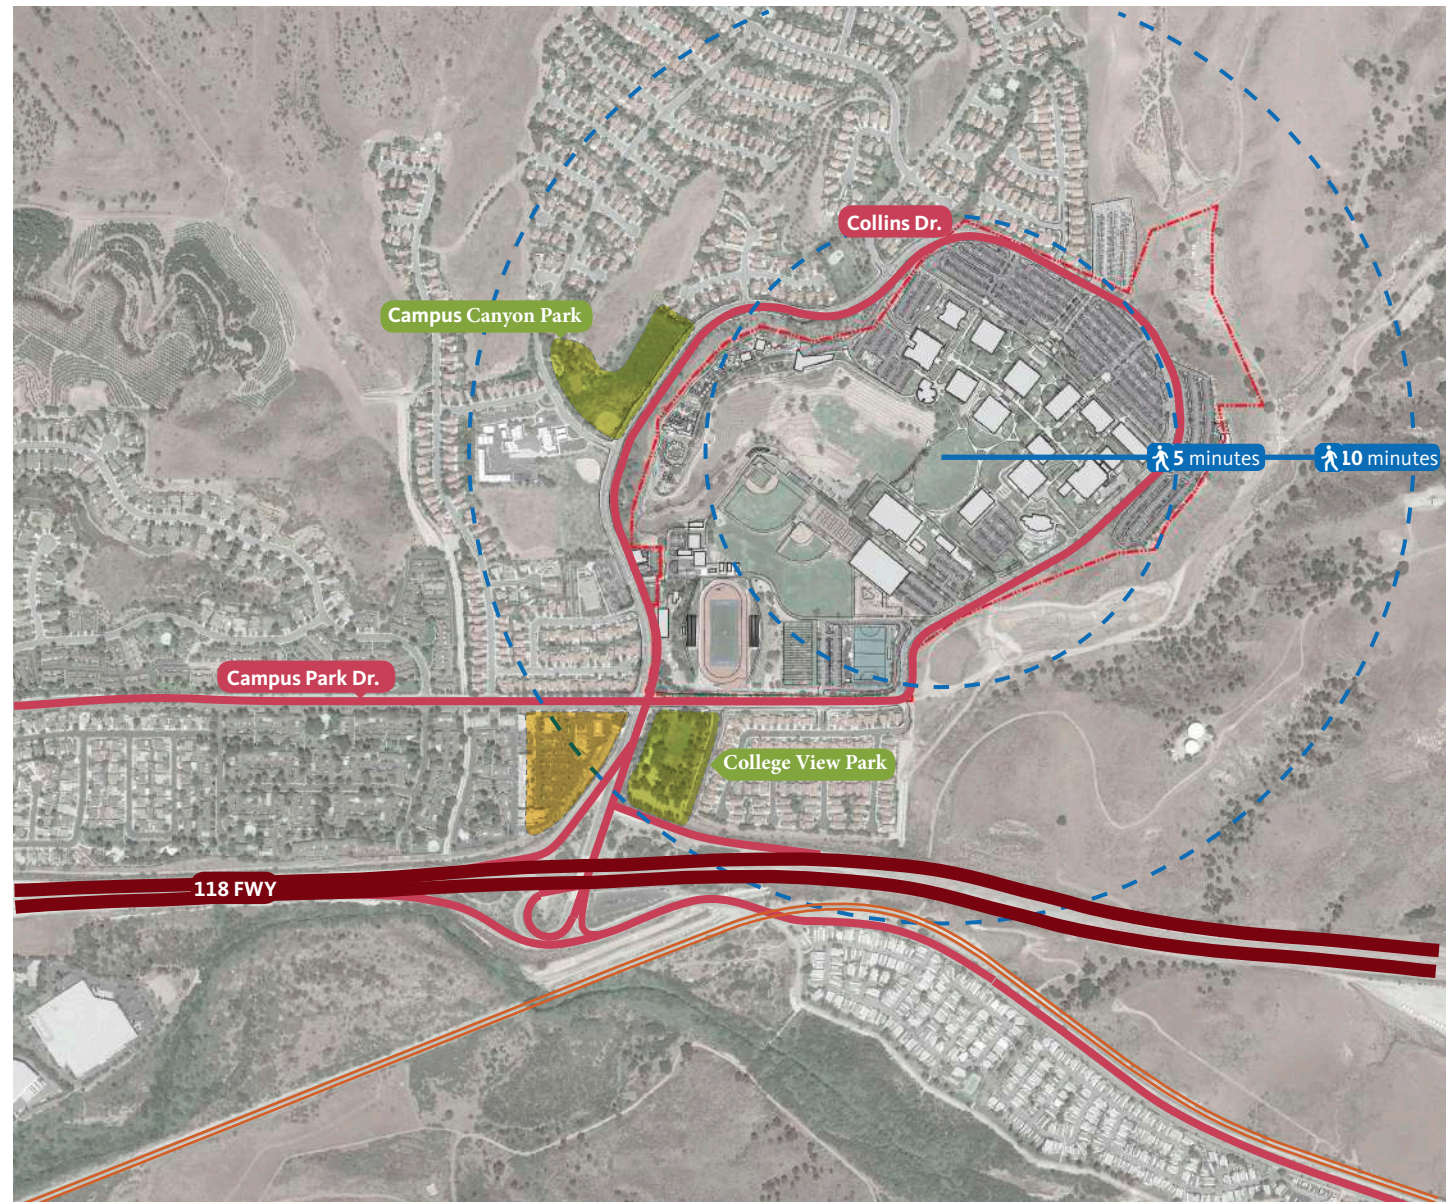 Collins Dr.
Campus Canyon Park
5 minutes
10 minutes
Campus Park Dr.
College View Park
118 FWY